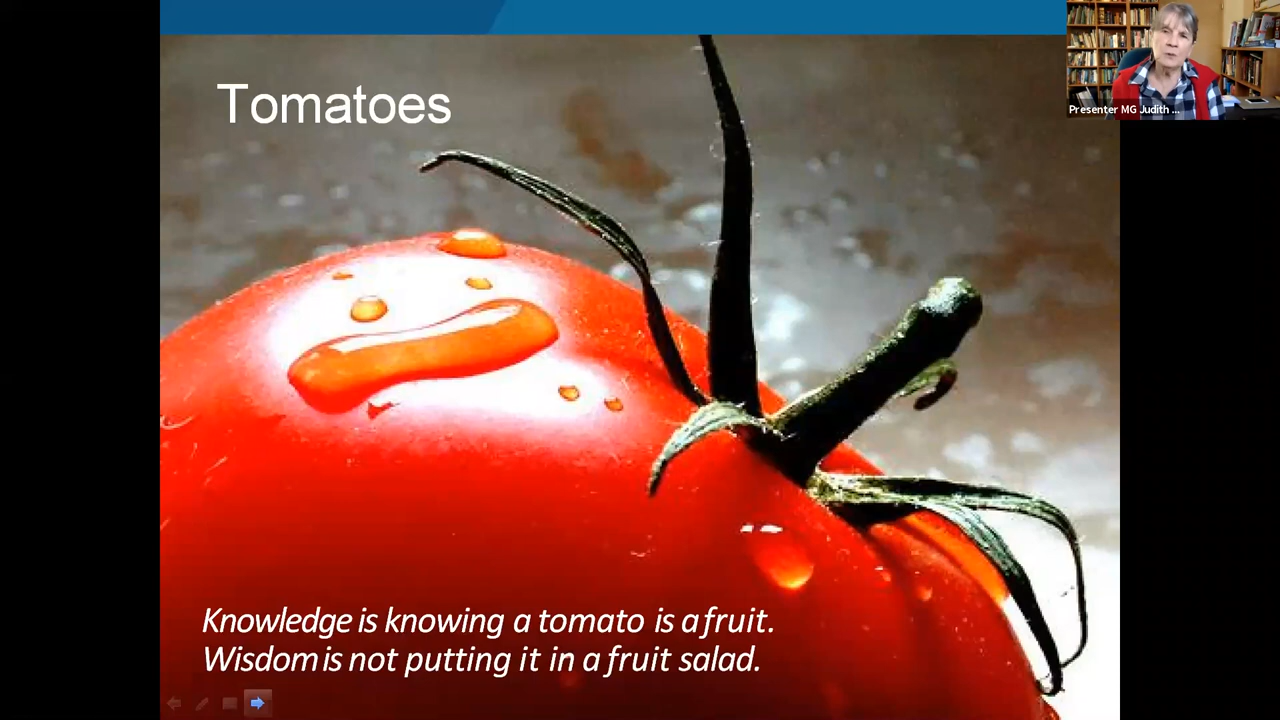 Tomatoes
Presenter MG Judith ...
Knowledge is knowing a tomato is a fruit.
Wisdom is not putting it in a fruit salad.